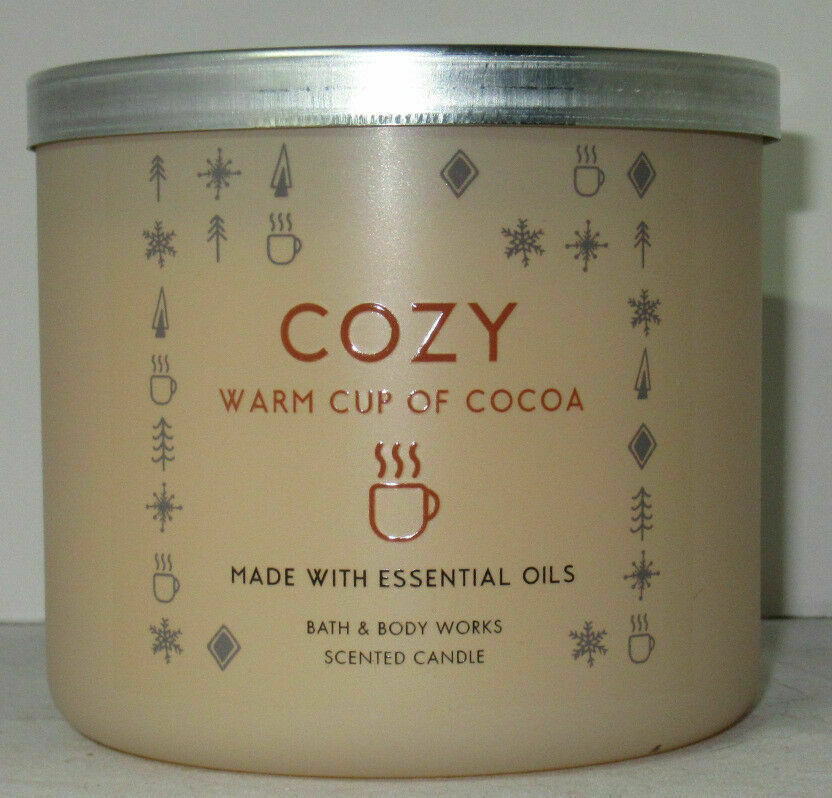 COZY
WARM CUP OF COCOA
MADE WITH ESSENTIAL OILS
BATH & BODY WORKS
SCENTED CANDLE